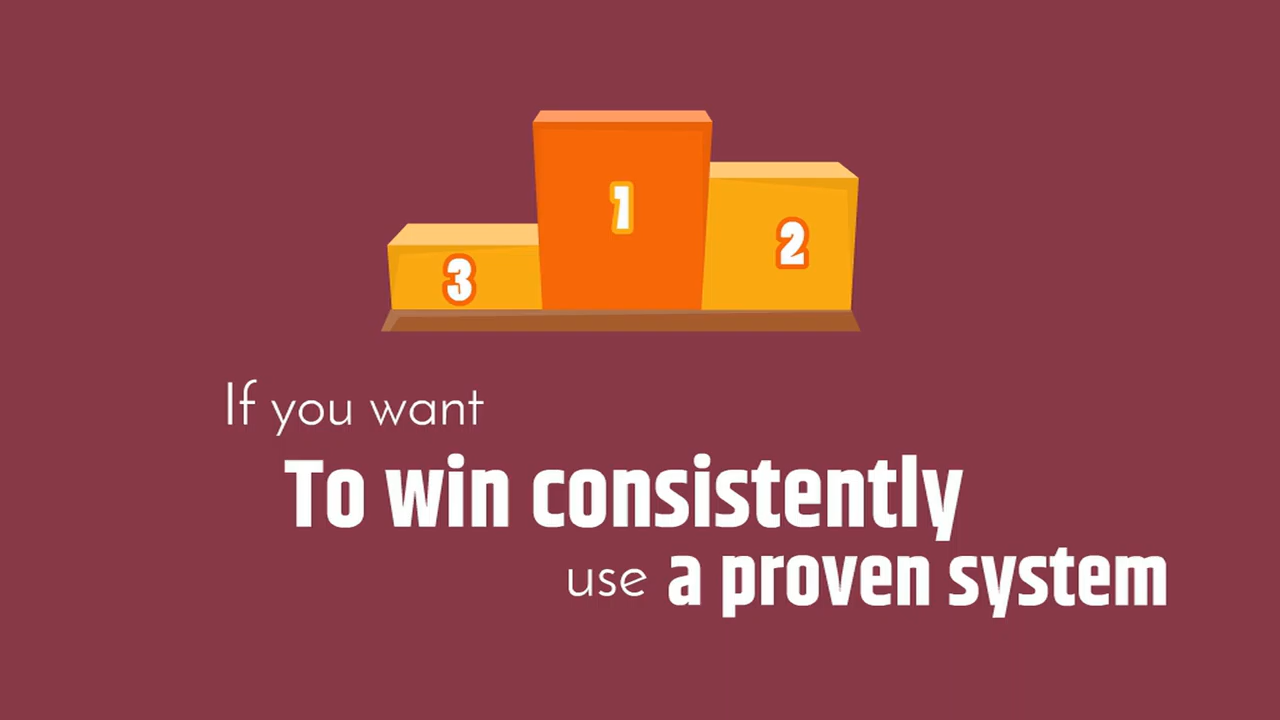 3 1 2
If you want
To win consistently
use a proven system